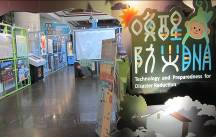 喚醒
防災DNA
Technology and Preparedness for
Disaster Reduction